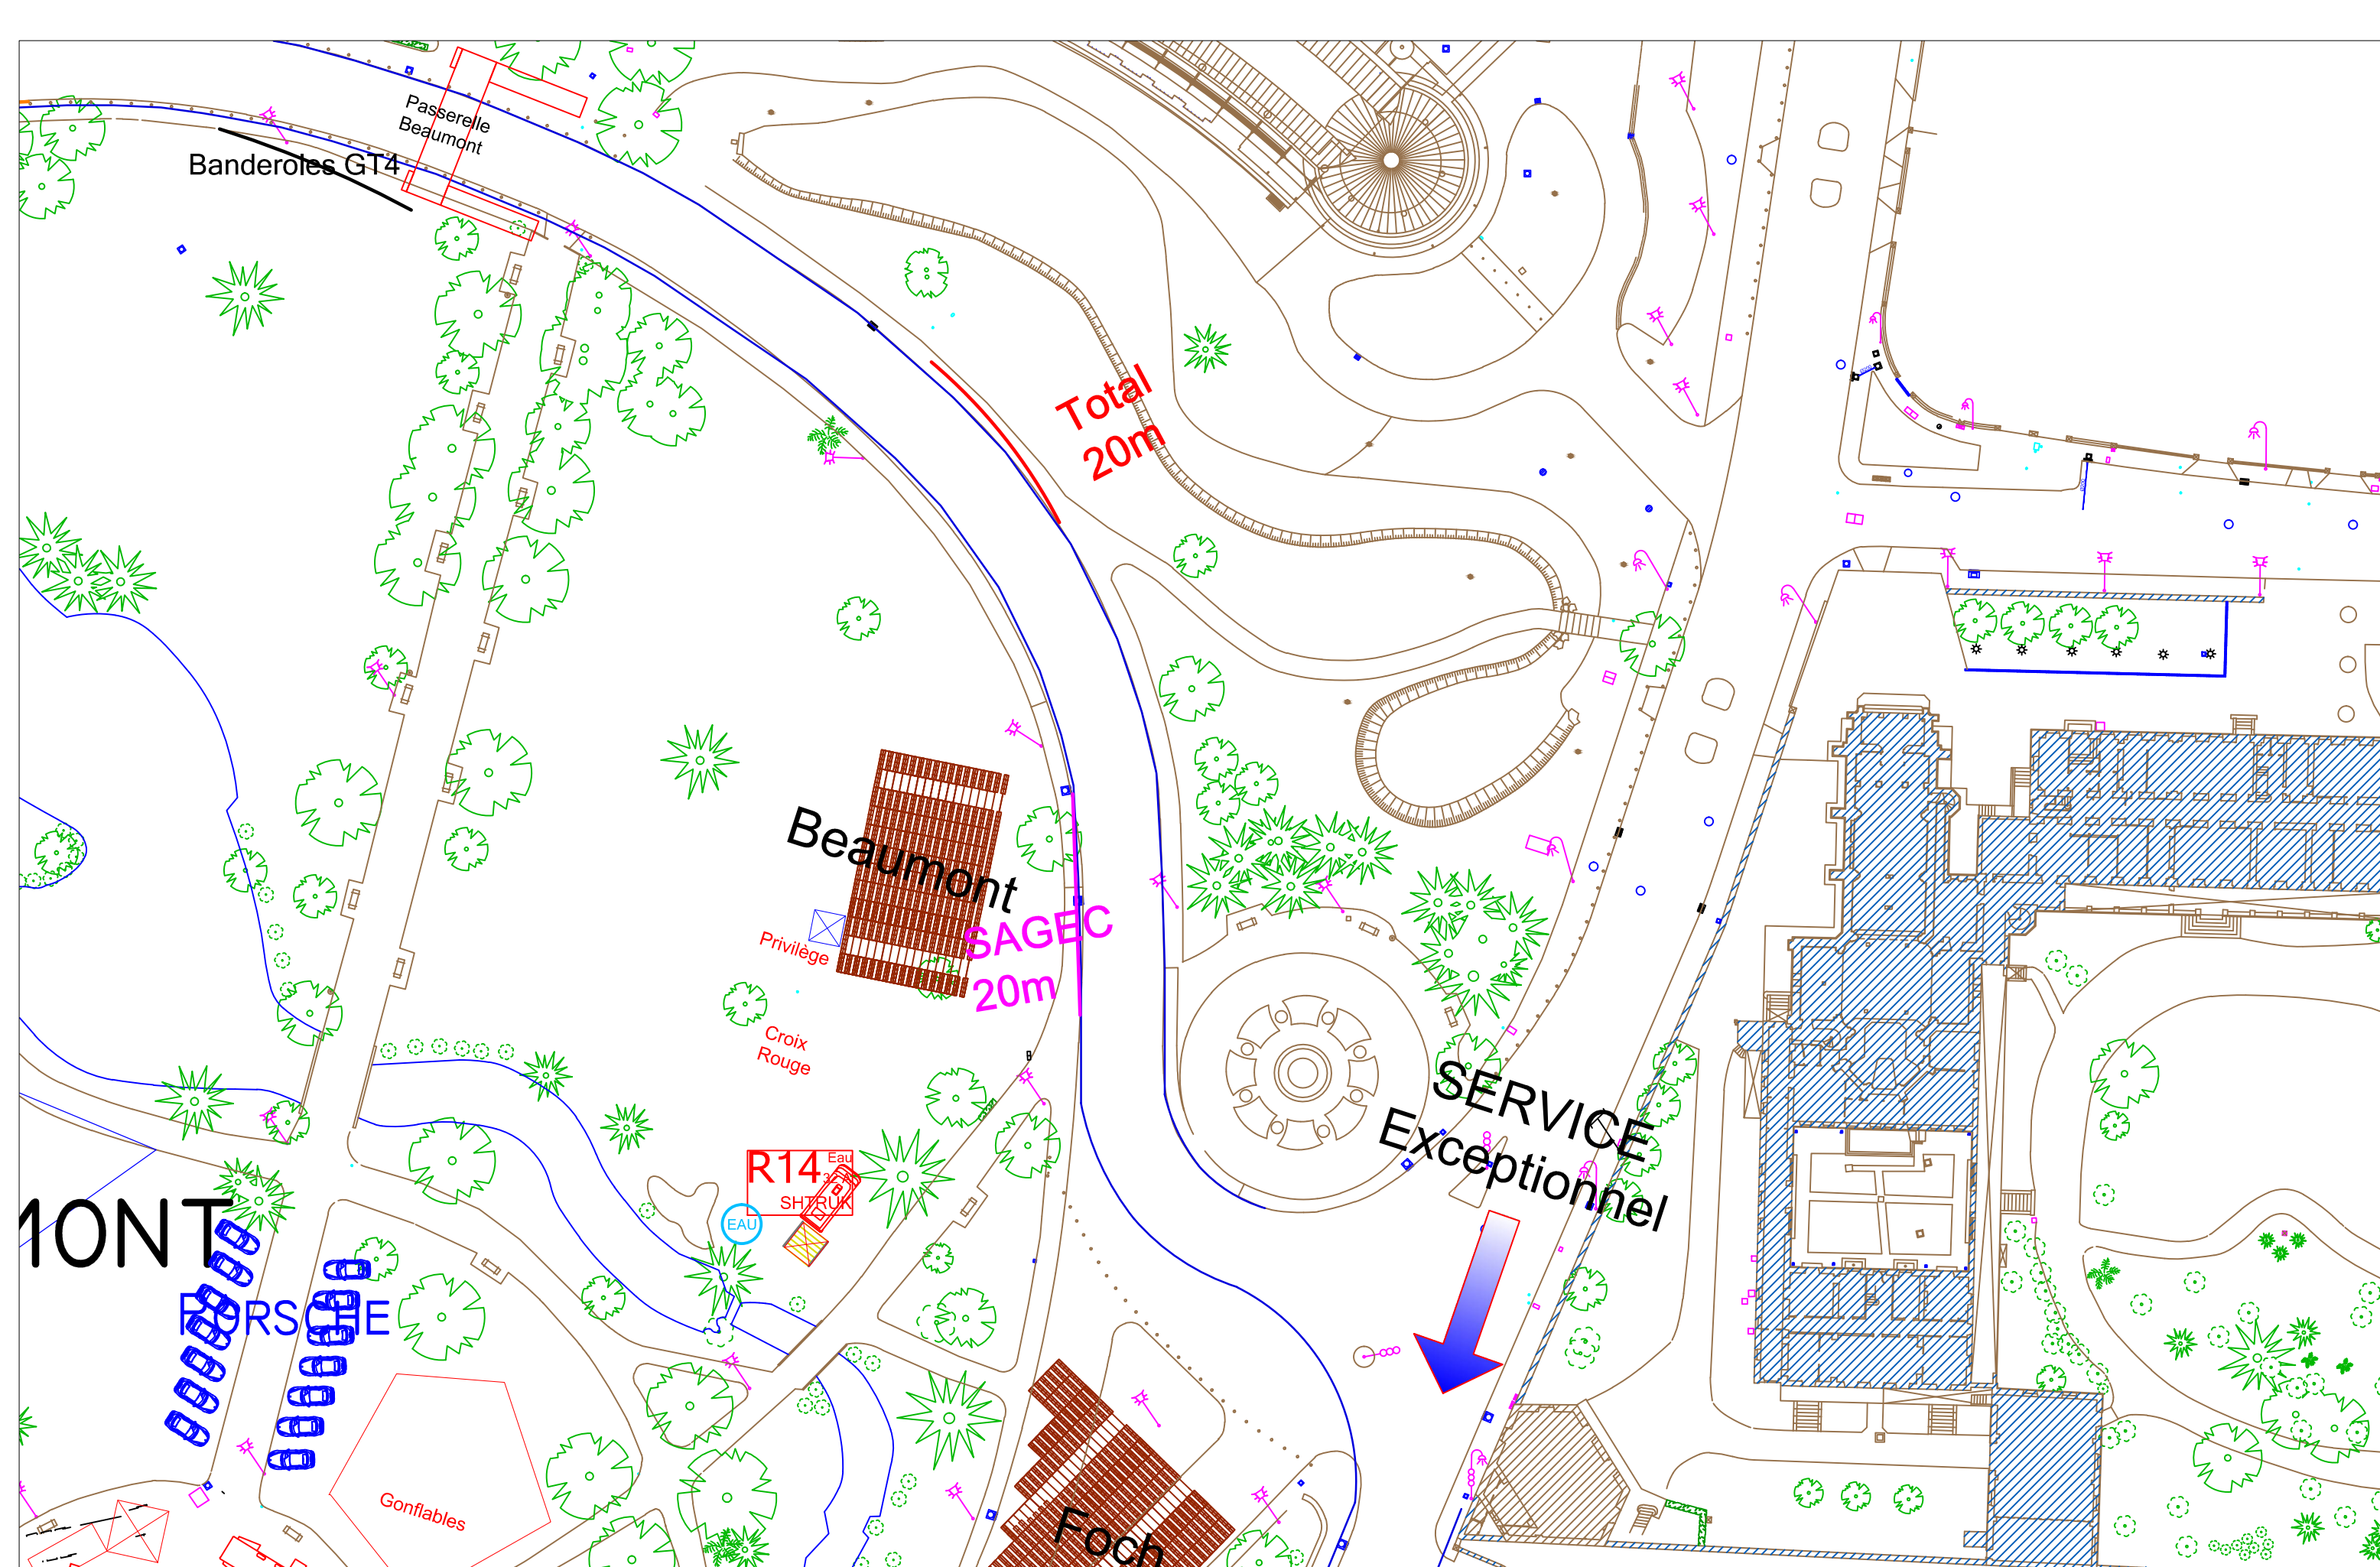 Passerelle
Beaumont
Banderoles GT4
Total
20m
Beaumont
SAGEC
20m
Privilège
Croix
Rouge
SERVICE
Exceptionnel
R14
Eau
SHTRUK
EAU
MONT
PORSCHE
Gonflables
Foch